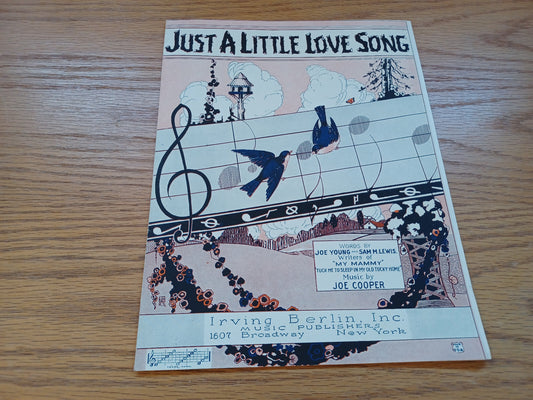 JUST A LITTLE LOVE SONG
WORDS BY
JOE YOUNG AND SAM M. LEWIS
Writers of
"MY MAMMY"
"TUCK ME TO SLEEP IN MY OLD 'TUCKY HOME"
Music by
JOE COOPER
Irving Berlin, Inc.
MUSIC PUBLISHERS
1607 Broadway New York